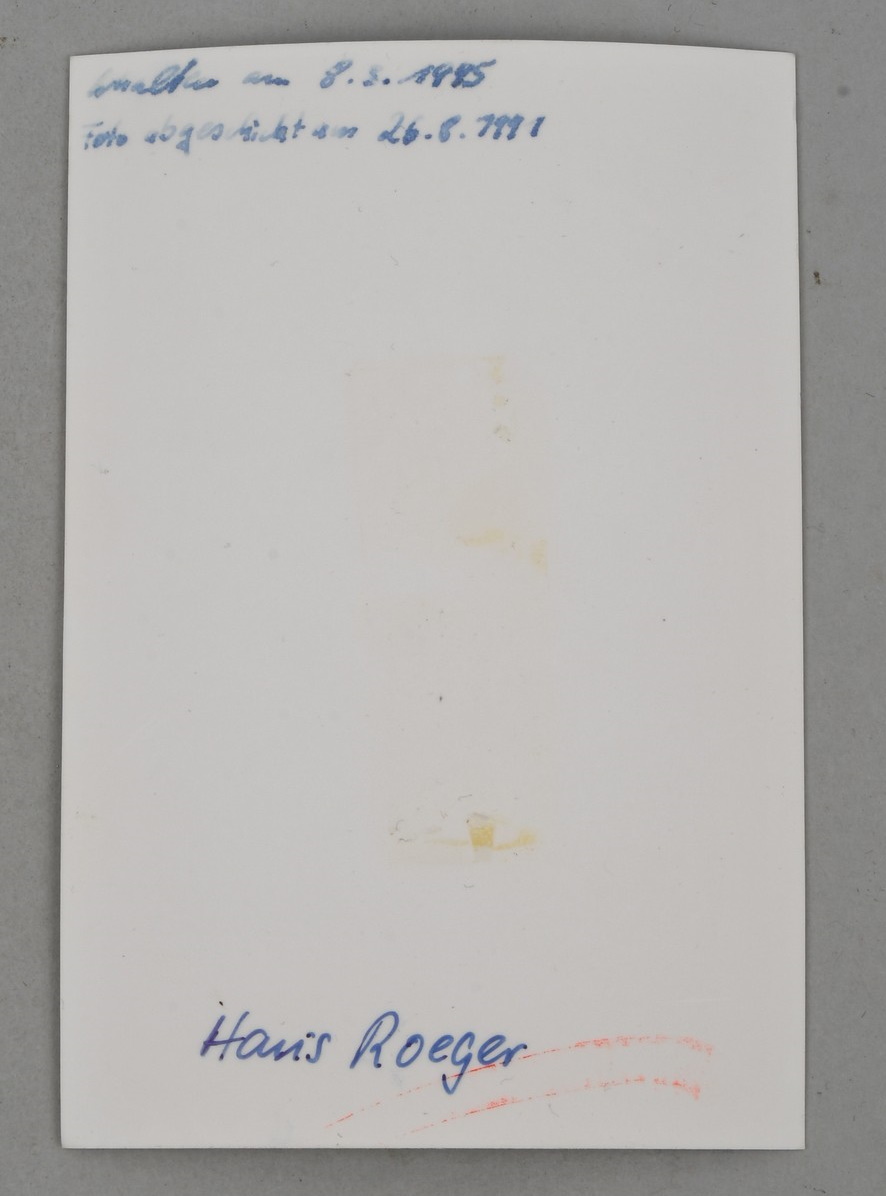 erhalten am 8.3.1995
Foto abgeschickt am 26.8.1991
Hans Roeger